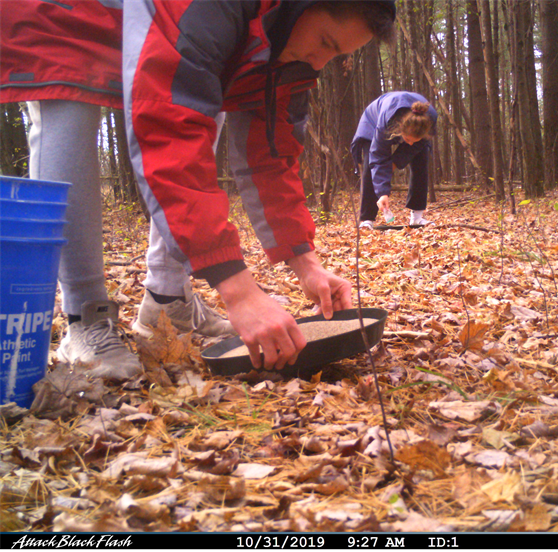 TRIPE
Athletic
Paint
AttackBlackFlash 10/31/2019 9:27 AM ID:1